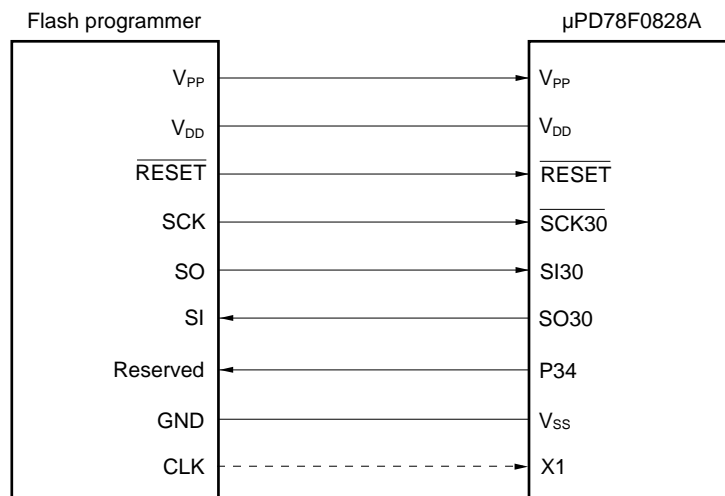 Flash programmer µPD78F0828A
VPP VPP
VDD VDD
RESET RESET
SCK SCK30
SO SI30
SI SO30
Reserved P34
GND VSS
CLK X1